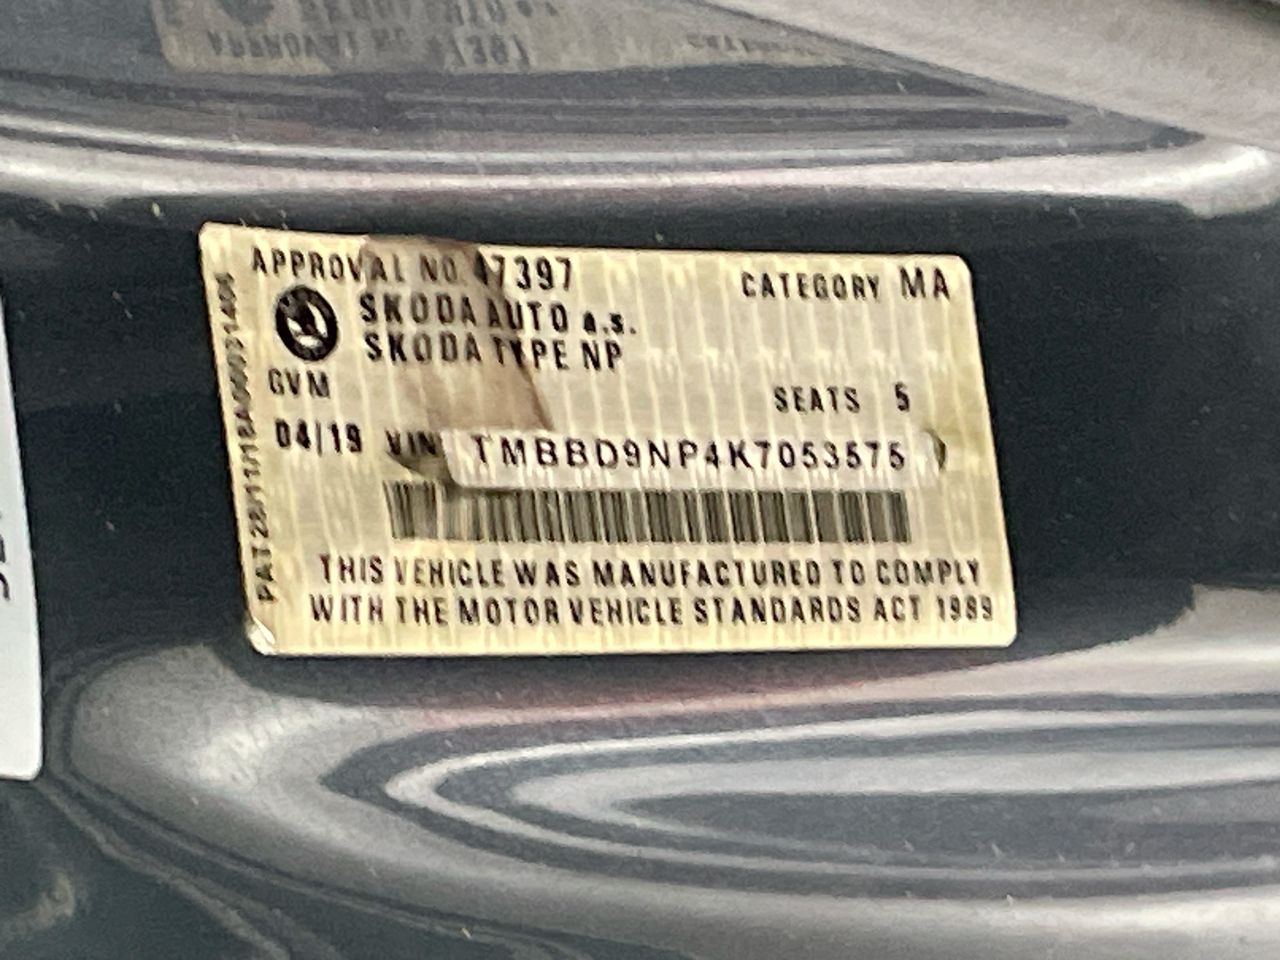 APPROVAL NO. 47397
CATEGORY MA
SKODA AUTO a.s.
SKODA TYPE NP
GVM
SEATS 5
04/19 VIN TMBBD9NP4K7053575
THIS VEHICLE WAS MANUFACTURED TO COMPLY
WITH THE MOTOR VEHICLE STANDARDS ACT 1989